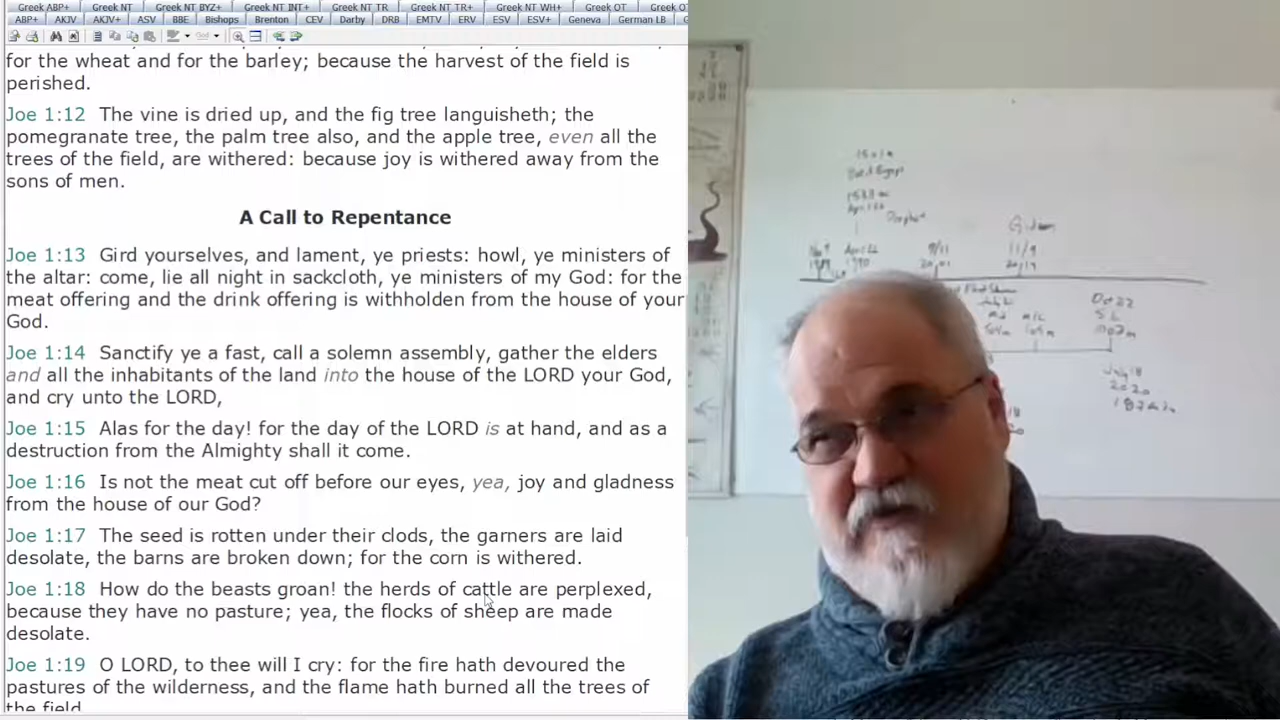 Greek ABP+ Greek NT Greek NT BYZ+ Greek NT INT+ Greek NT TR Greek NT TR+ Greek NT WH+ Greek OT
ABP+ AKJV AKJV+ ASV BBE Bishops Brenton CEV Darby DRB EMTV ERV ESV ESV+ Geneva German LB
for the wheat and for the barley; because the harvest of the field is
perished.
Joe 1:12 The vine is dried up, and the fig tree languisheth; the
pomegranate tree, the palm tree also, and the apple tree, even all the
trees of the field, are withered: because joy is withered away from the
sons of men.
A Call to Repentance
Joe 1:13 Gird yourselves, and lament, ye priests: howl, ye ministers of
the altar: come, lie all night in sackcloth, ye ministers of my God: for the
meat offering and the drink offering is withholden from the house of your
God.
Joe 1:14 Sanctify ye a fast, call a solemn assembly, gather the elders
and all the inhabitants of the land into the house of the LORD your God,
and cry unto the LORD,
Joe 1:15 Alas for the day! for the day of the LORD is at hand, and as a
destruction from the Almighty shall it come.
Joe 1:16 Is not the meat cut off before our eyes, yea, joy and gladness
from the house of our God?
Joe 1:17 The seed is rotten under their clods, the garners are laid
desolate, the barns are broken down; for the corn is withered.
Joe 1:18 How do the beasts groan! the herds of cattle are perplexed,
because they have no pasture; yea, the flocks of sheep are made
desolate.
Joe 1:19 O LORD, to thee will I cry: for the fire hath devoured the
pastures of the wilderness, and the flame hath burned all the trees of
the field.
1533
April 22
9/11 11/9
1989 1990 2001 2019
Oct 22
July 18
2020